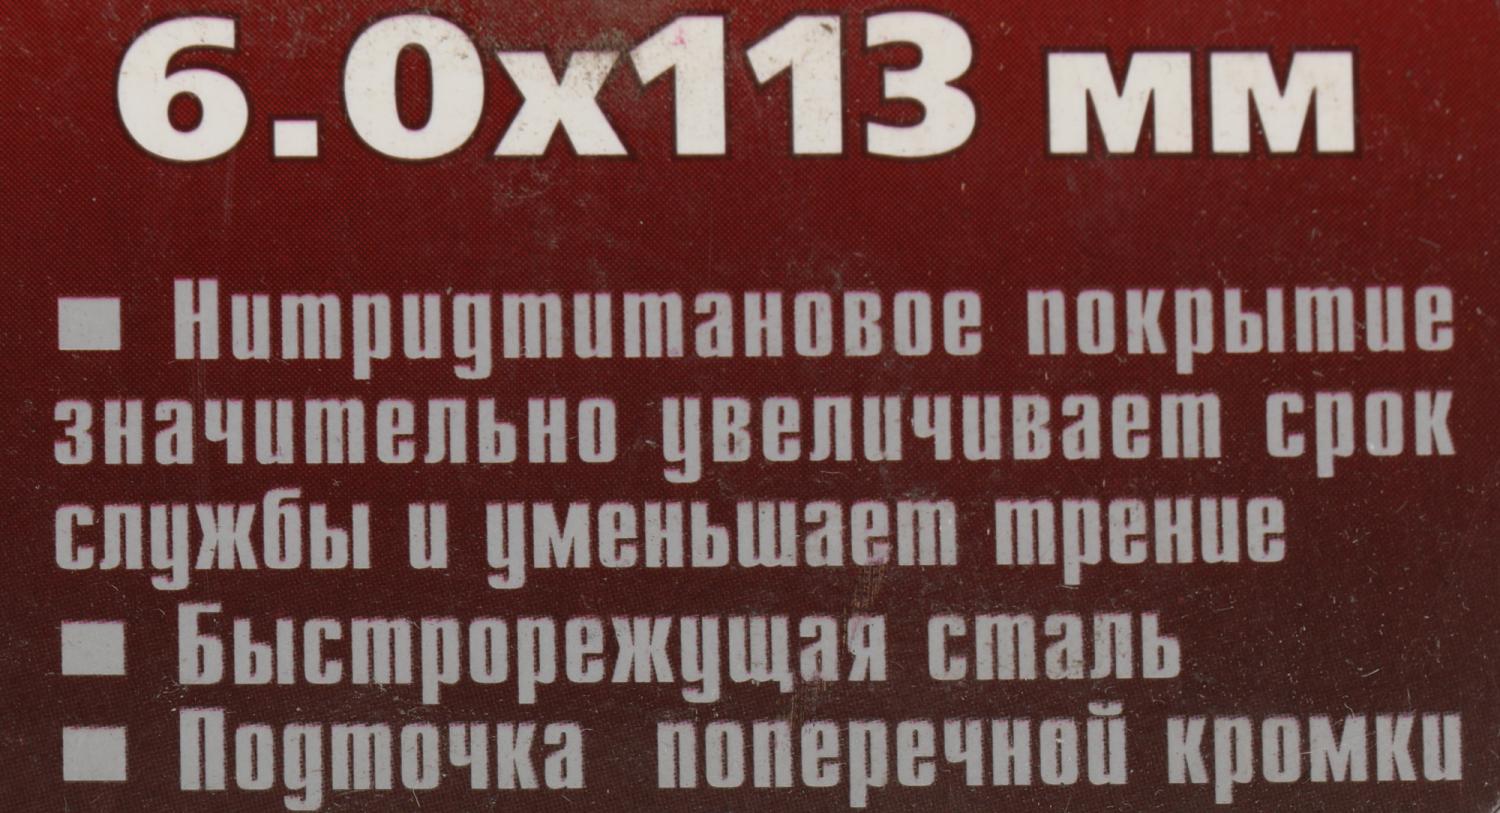 6.0x113 мм
■ Нитридтитановое покрытие
значительно увеличивает срок
службы и уменьшает трение
■ Быстрорежущая сталь
■ Подточка поперечной кромки